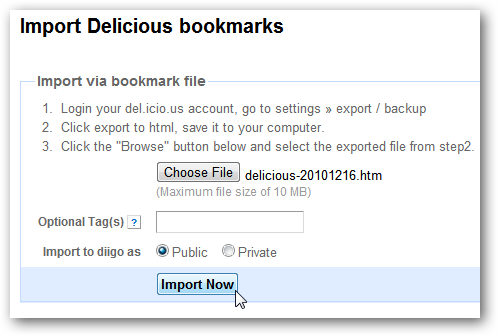 Import Delicious bookmarks
Import via bookmark file
1. Login your del.icio.us account, go to settings » export / backup
2. Click export to html, save it to your computer.
3. Click the "Browse" button below and select the exported file from step2.
Choose File delicious-20101216.htm
(Maximum file size of 10 MB)
Optional Tag(s) ?
Import to diigo as Public Private
Import Now